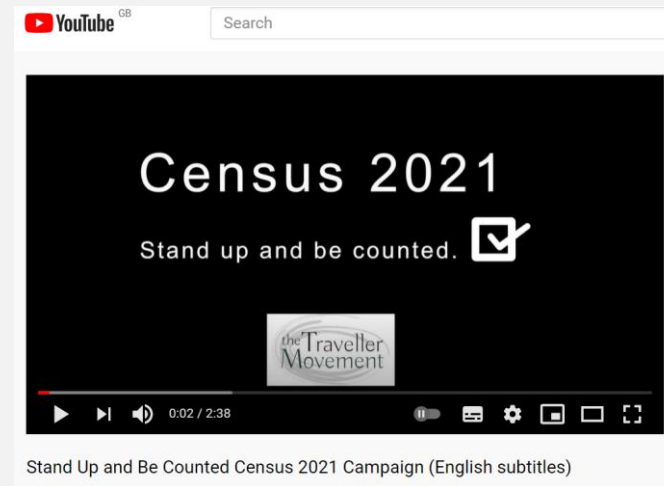 YouTube GB
Search
Census 2021
Stand up and be counted.
the Traveller
Movement
0:02 / 2:38
Stand Up and Be Counted Census 2021 Campaign (English subtitles)